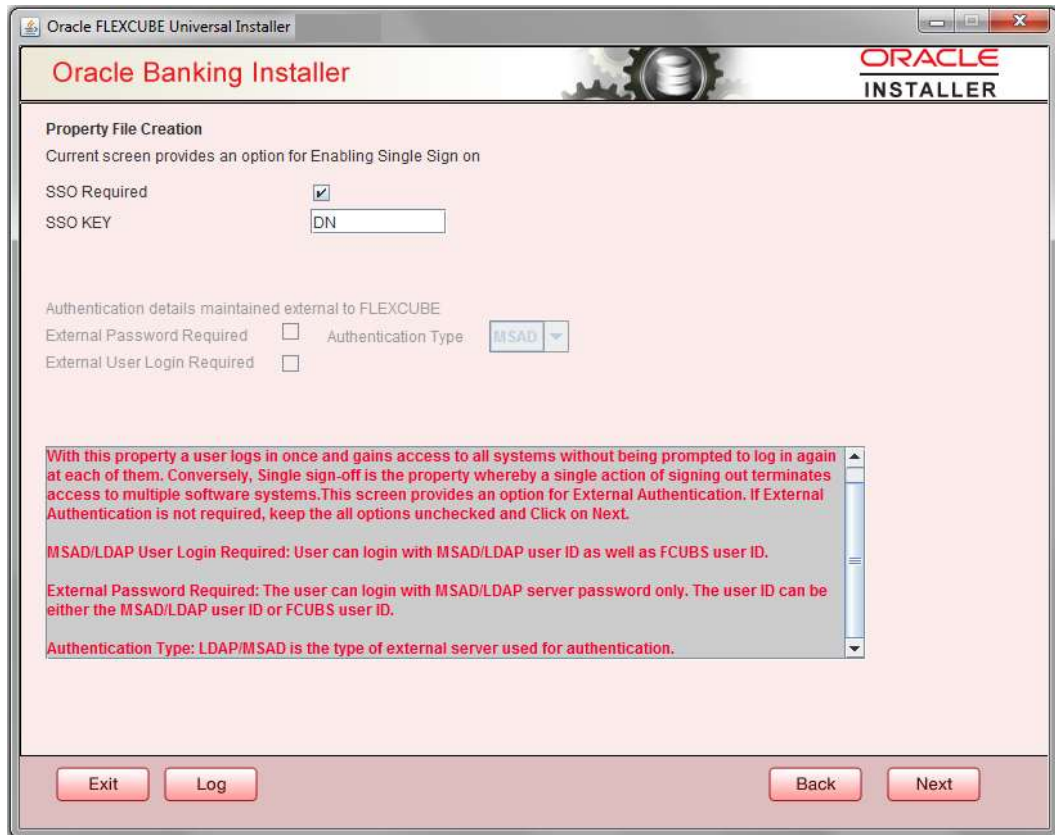 Oracle FLEXCUBE Universal Installer
Oracle Banking Installer
ORACLE
INSTALLER
Property File Creation
Current screen provides an option for Enabling Single Sign on
SSO Required
SSO KEY DN
Authentication details maintained external to FLEXCUBE
External Password Required Authentication Type MSAD
External User Login Required
With this property a user logs in once and gains access to all systems without being prompted to log in again
at each of them. Conversely, Single sign-off is the property whereby a single action of signing out terminates
access to multiple software systems.This screen provides an option for External Authentication. If External
Authentication is not required, keep the all options unchecked and Click on Next.
MSAD/LDAP User Login Required: User can login with MSAD/LDAP user ID as well as FCUBS user ID.
External Password Required: The user can login with MSAD/LDAP server password only. The user ID can be
either the MSAD/LDAP user ID or FCUBS user ID.
Authentication Type: LDAP/MSAD is the type of external server used for authentication.
Exit Log Back Next